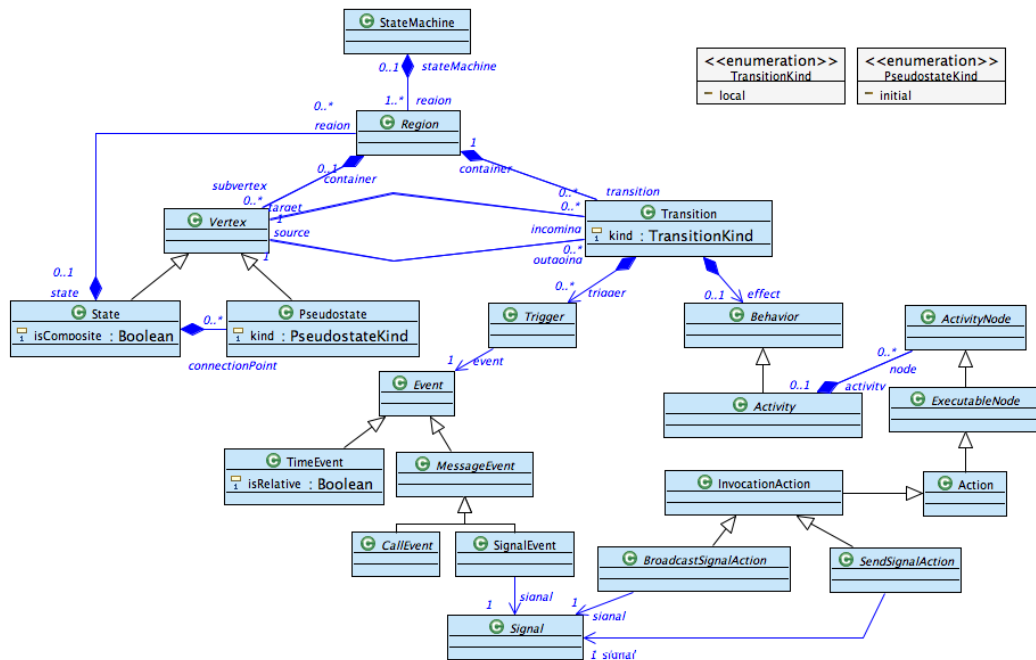 StateMachine
<<enumeration>>
TransitionKind
local
<<enumeration>>
PseudostateKind
initial
0..1
stateMachine
0..*
1..*
region
region
Region
1
0..1
container
container
subvertex
transition
0..*
target
0..*
0..*
Vertex
1
source
1
incoming
0..*
outgoing
Transition
kind : TransitionKind
0..1
state
State
isComposite : Boolean
0..*
Pseudostate
kind : PseudostateKind
connectionPoint
0..*
trigger
0..1
effect
Trigger
Behavior
ActivityNode
1
event
0..*
node
0..1
activity
Event
Activity
ExecutableNode
TimeEvent
isRelative : Boolean
MessageEvent
InvocationAction
Action
CallEvent
SignalEvent
BroadcastSignalAction
SendSignalAction
1
signal
1
signal
Signal
1
signal